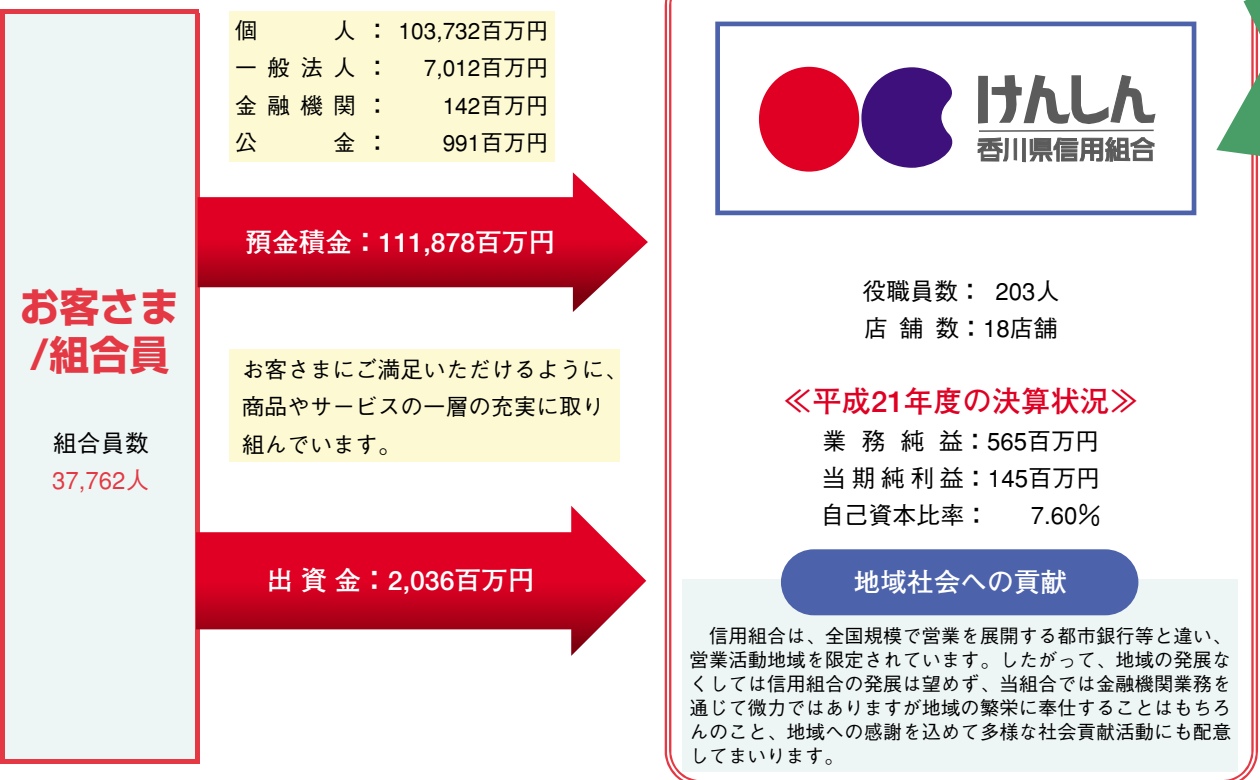 個人：103,732百万円
一般法人：7,012百万円
金融機関：142百万円
公金：991百万円
預金積金：111,878百万円
お客さま
/組合員
組合員数
37,762人
お客さまにご満足いただけるように、
商品やサービスの一層の充実に取り
組んでいます。
出資金：2,036百万円
けんしん
香川県信用組合
役職員数： 203人
店舗数：18店舗
≪平成21年度の決算状況≫
業務純益：565百万円
当期純利益：145百万円
自己資本比率： 7.60％
地域社会への貢献
信用組合は、全国規模で営業を展開する都市銀行等と違い、
営業活動地域を限定されています。したがって、地域の発展な
くしては信用組合の発展は望めず、当組合では金融機関業務を
通じて微力ではありますが地域の繁栄に奉仕することはもちろ
んのこと、地域への感謝を込めて多様な社会貢献活動にも配意
してまいります。